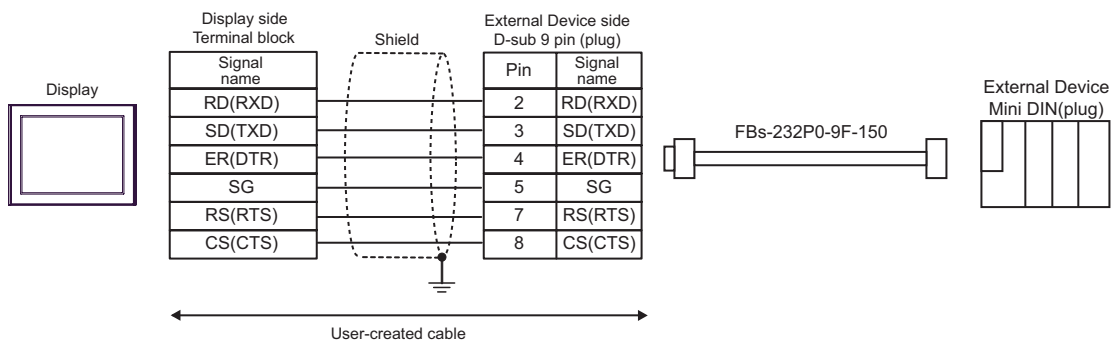 Display
Display side
Terminal block
Signal
name
RD(RXD)
SD(TXD)
ER(DTR)
SG
RS(RTS)
CS(CTS)
Shield
External Device side
D-sub 9 pin (plug)
Pin
Signal
name
2 RD(RXD)
3 SD(TXD)
4 ER(DTR)
5 SG
7 RS(RTS)
8 CS(CTS)
User-created cable
FBs-232P0-9F-150
External Device
Mini DIN(plug)